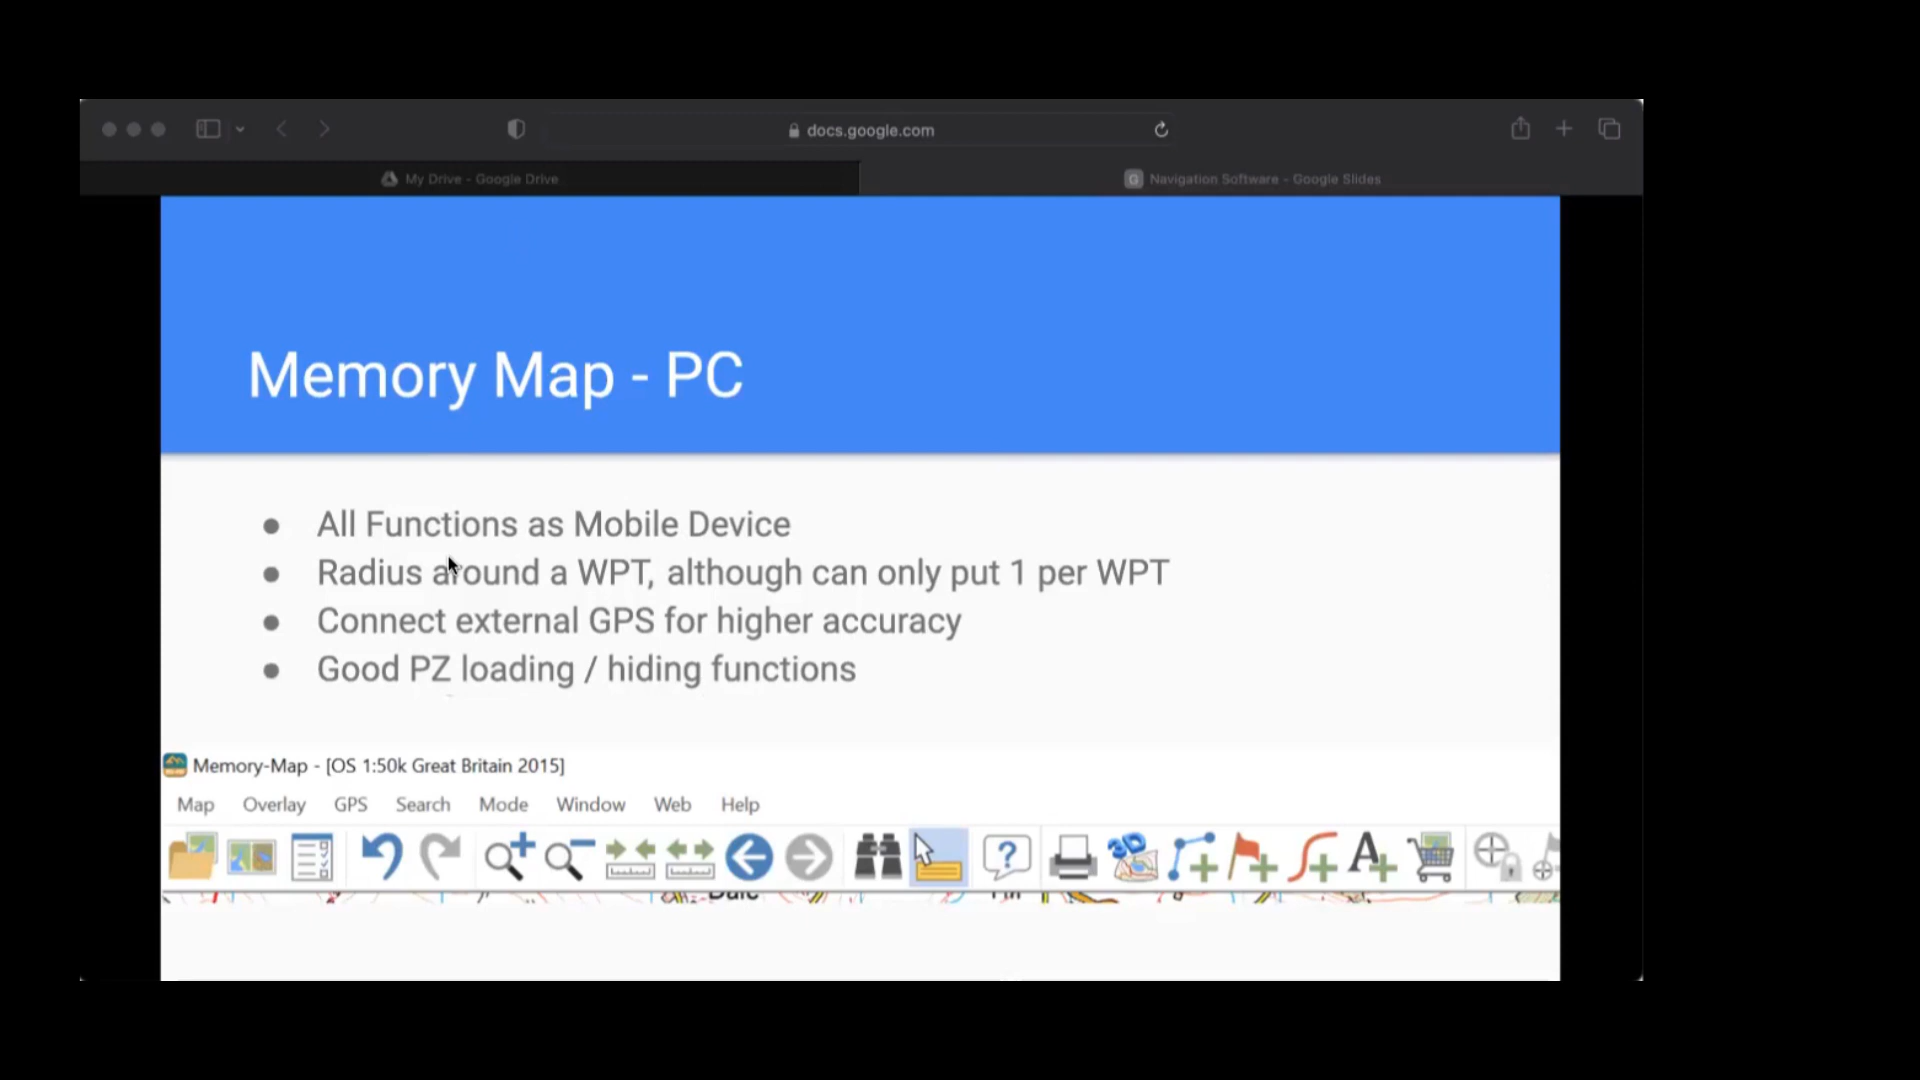 docs.google.com
My Drive - Google Drive
Navigation Software - Google Slides
Memory Map - PC
● All Functions as Mobile Device
● Radius around a WPT, although can only put 1 per WPT
● Connect external GPS for higher accuracy
● Good PZ loading / hiding functions
Memory-Map - [OS 1:50k Great Britain 2015]
Map Overlay GPS Search Mode Window Web Help
3D